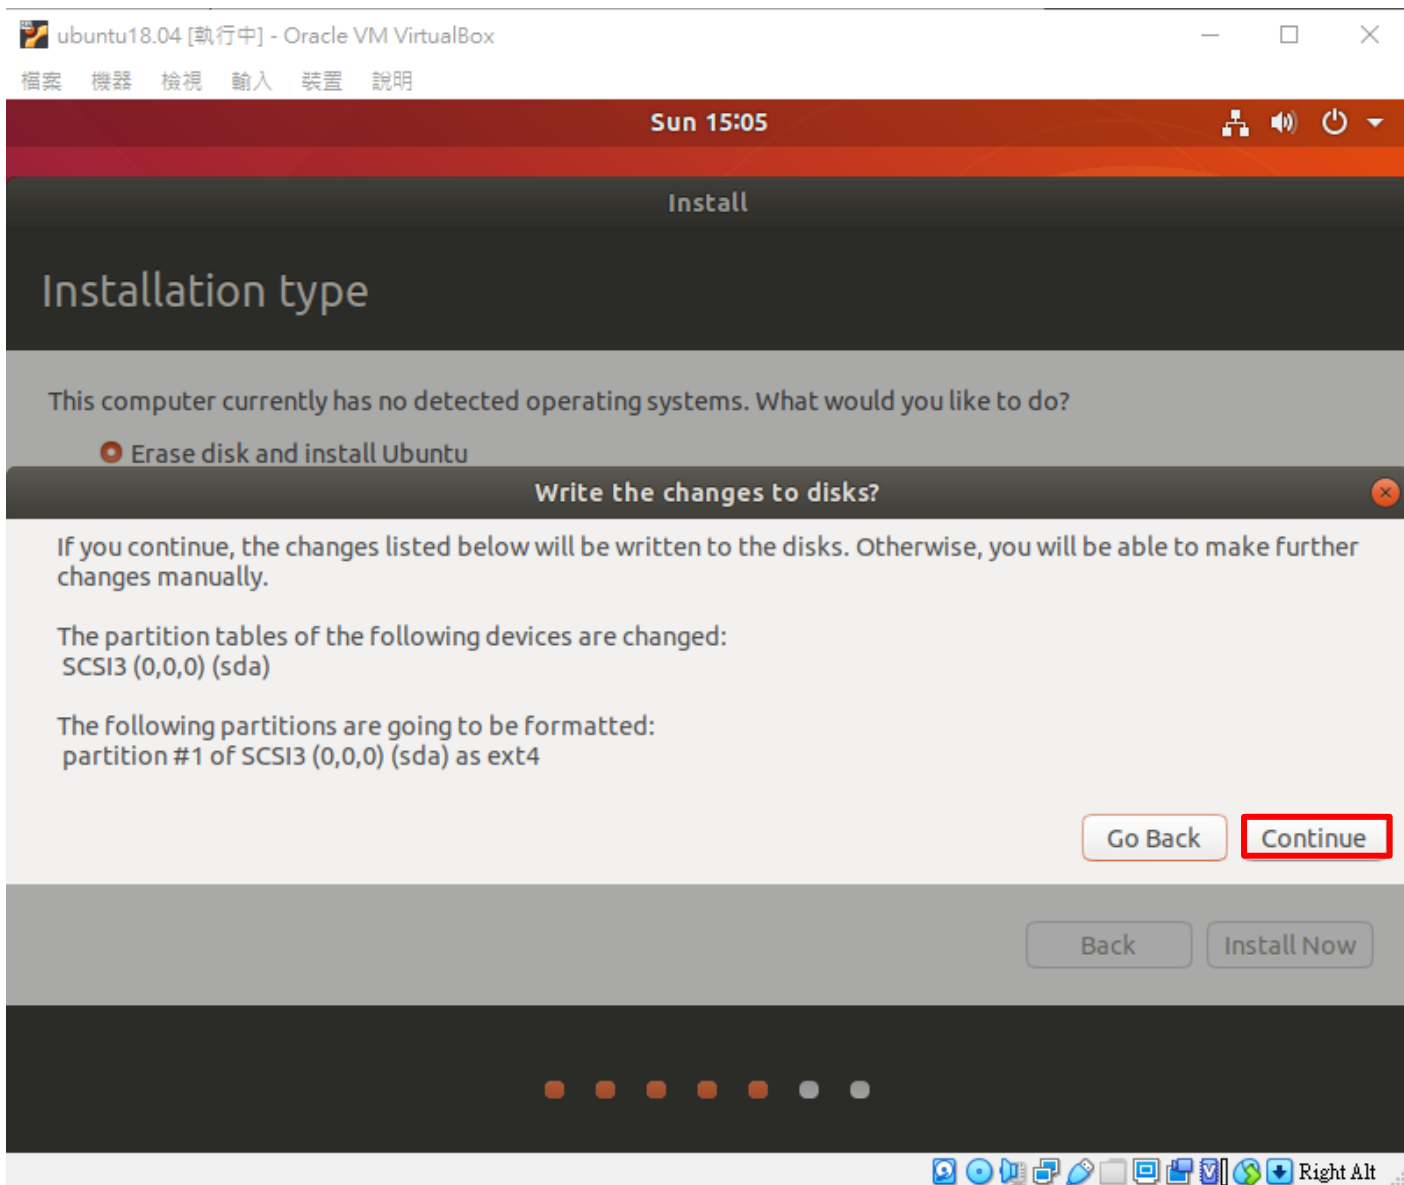 ubuntu18.04 [執行中] - Oracle VM VirtualBox
檔案 機器 檢視 輸入 裝置 說明
Sun 15:05
Install
Installation type
This computer currently has no detected operating systems. What would you like to do?
Erase disk and install Ubuntu
Write the changes to disks?
If you continue, the changes listed below will be written to the disks. Otherwise, you will be able to make further
changes manually.
The partition tables of the following devices are changed:
SCSI3 (0,0,0) (sda)
The following partitions are going to be formatted:
partition #1 of SCSI3 (0,0,0) (sda) as ext4
Go Back Continue
Back Install Now
Right Alt